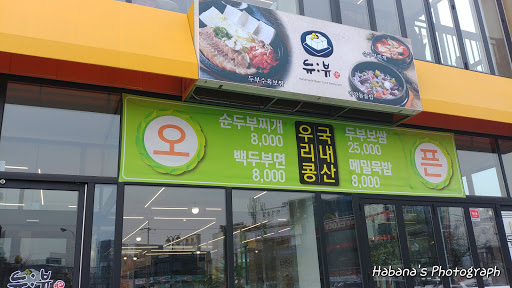 두부수육보쌈
두:부
오
순두부찌개
8,000
백두부면
8,000
국내산
우리콩
두부보쌈
25,000
메밀묵밥
8,000
픈
Habana's Photograph